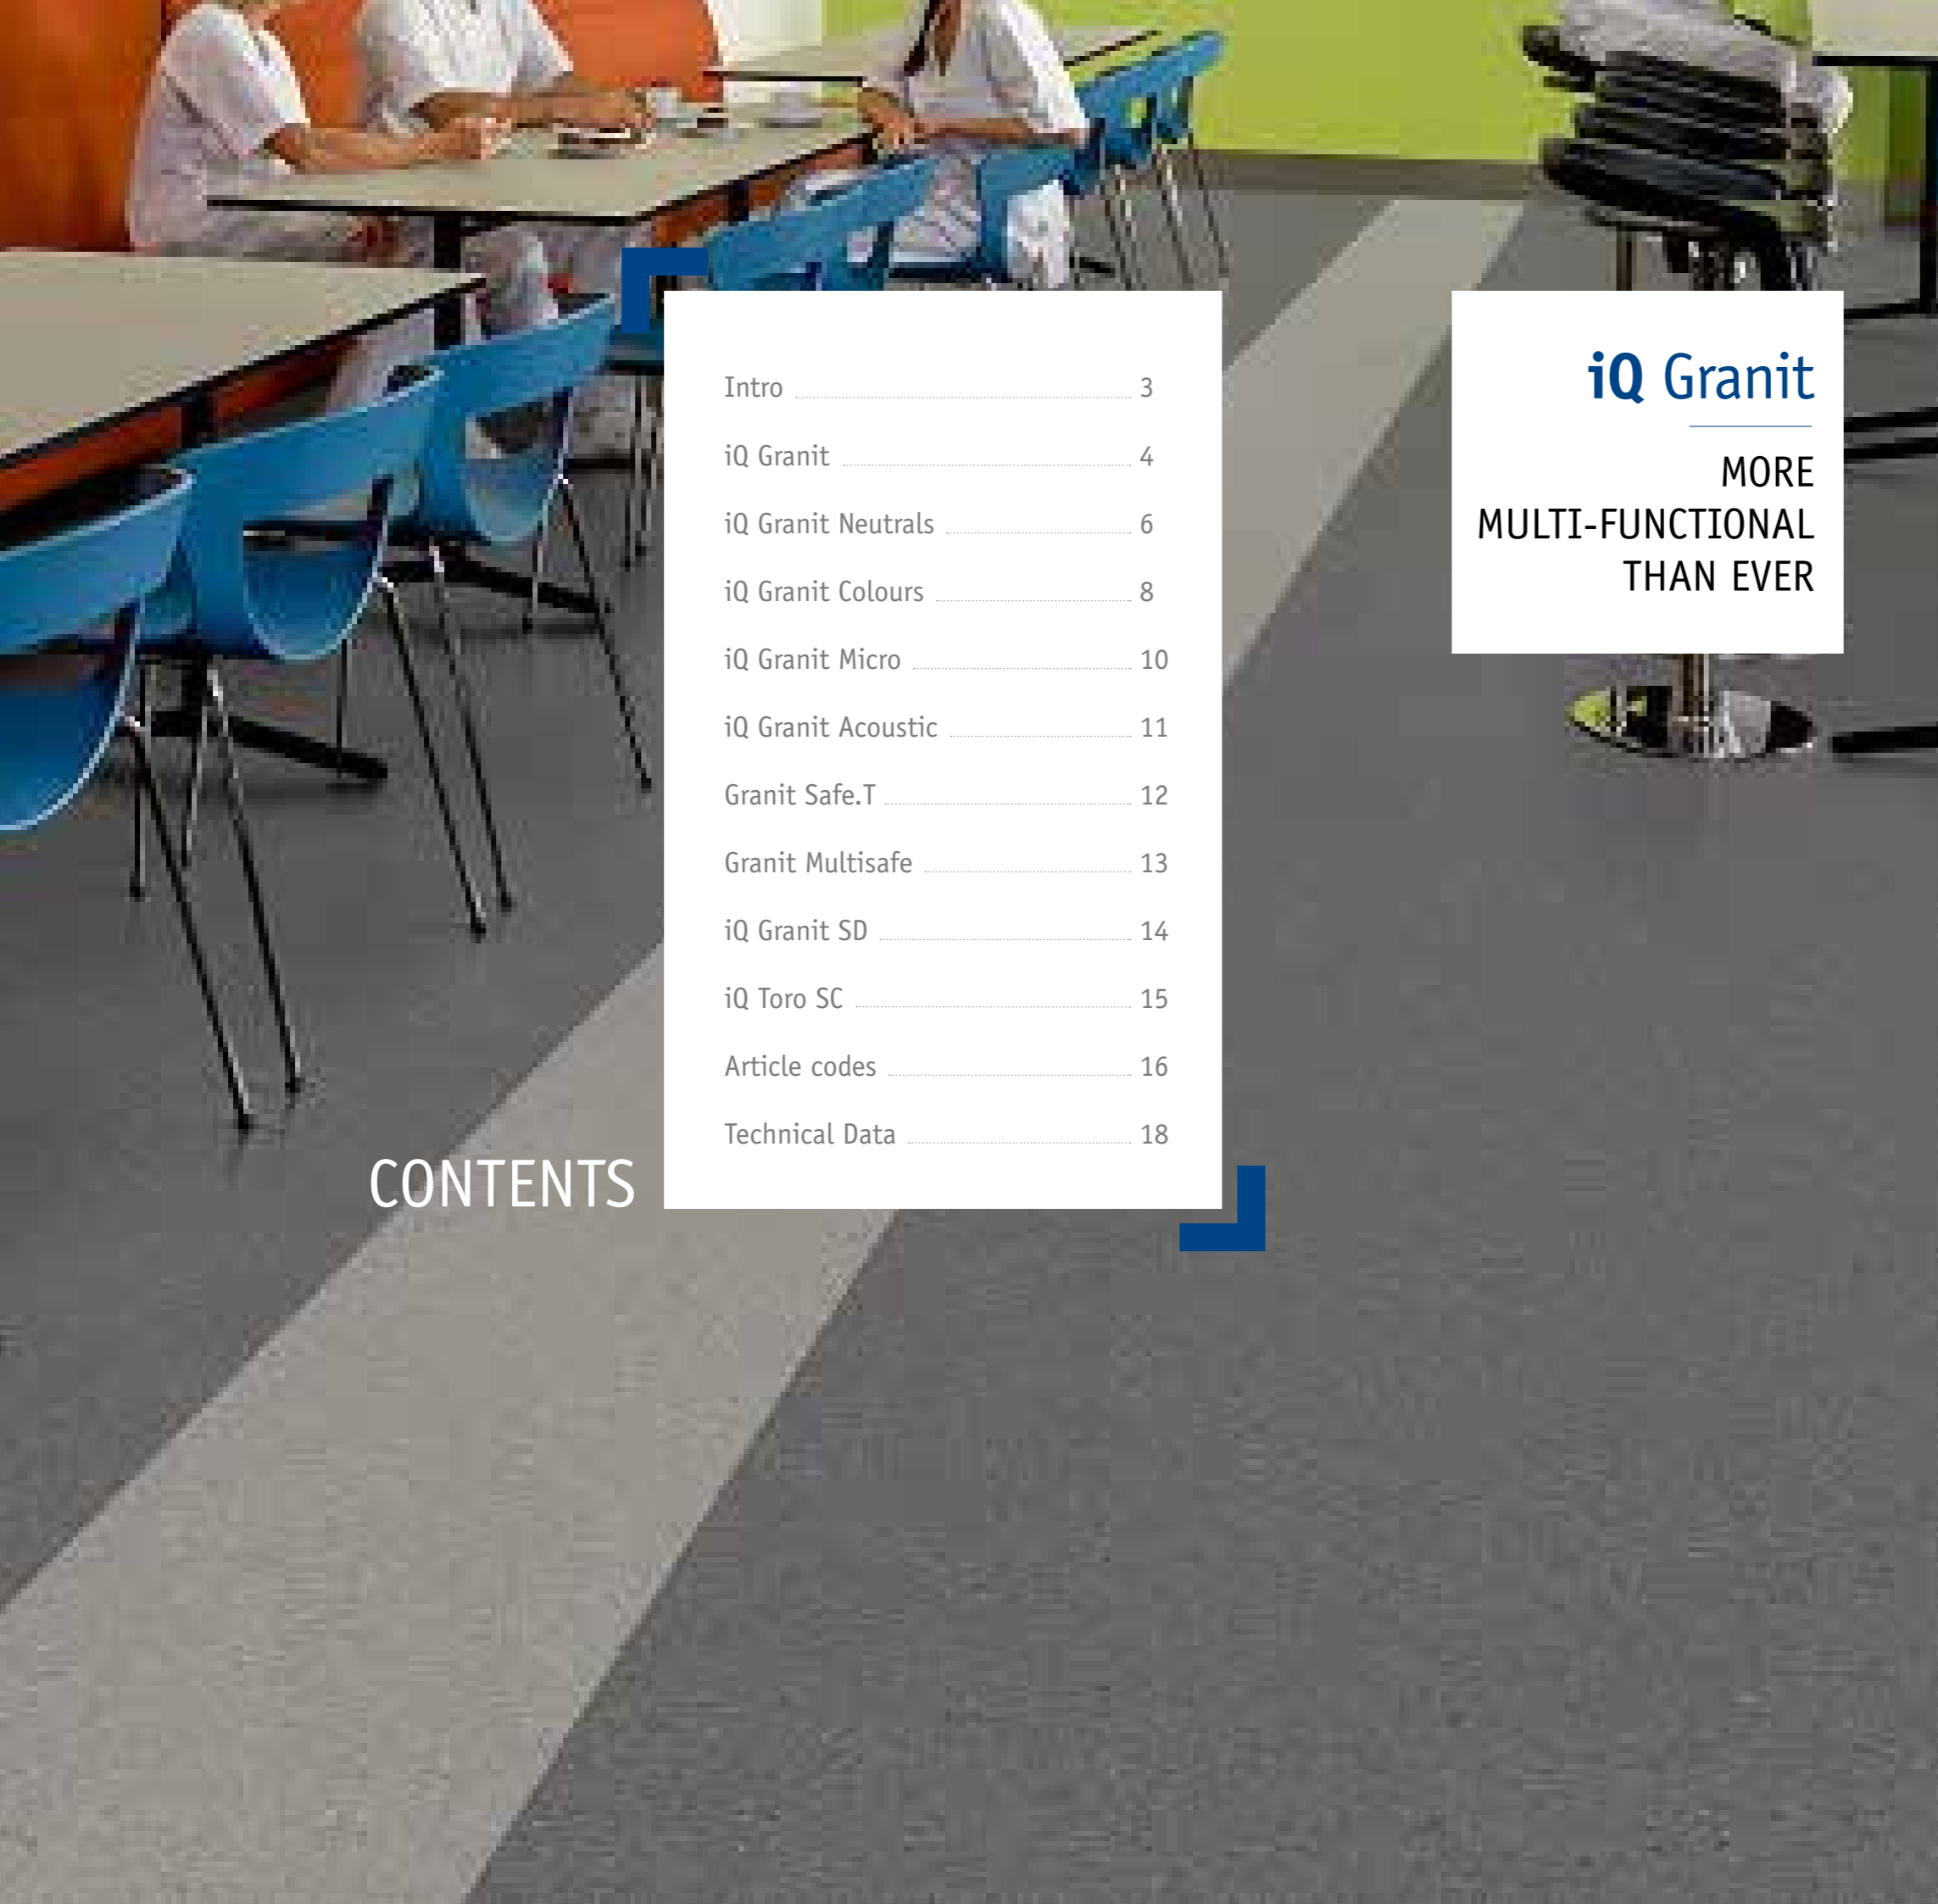 Intro 3
iQ Granit 4
iQ Granit Neutrals 6
iQ Granit Colours 8
iQ Granit Micro 10
iQ Granit Acoustic 11
Granit Safe.T 12
Granit Multisafe 13
iQ Granit SD 14
iQ Toro SC 15
Article codes 16
Technical Data 18
CONTENTS
iQ Granit
MORE
MULTI-FUNCTIONAL
THAN EVER